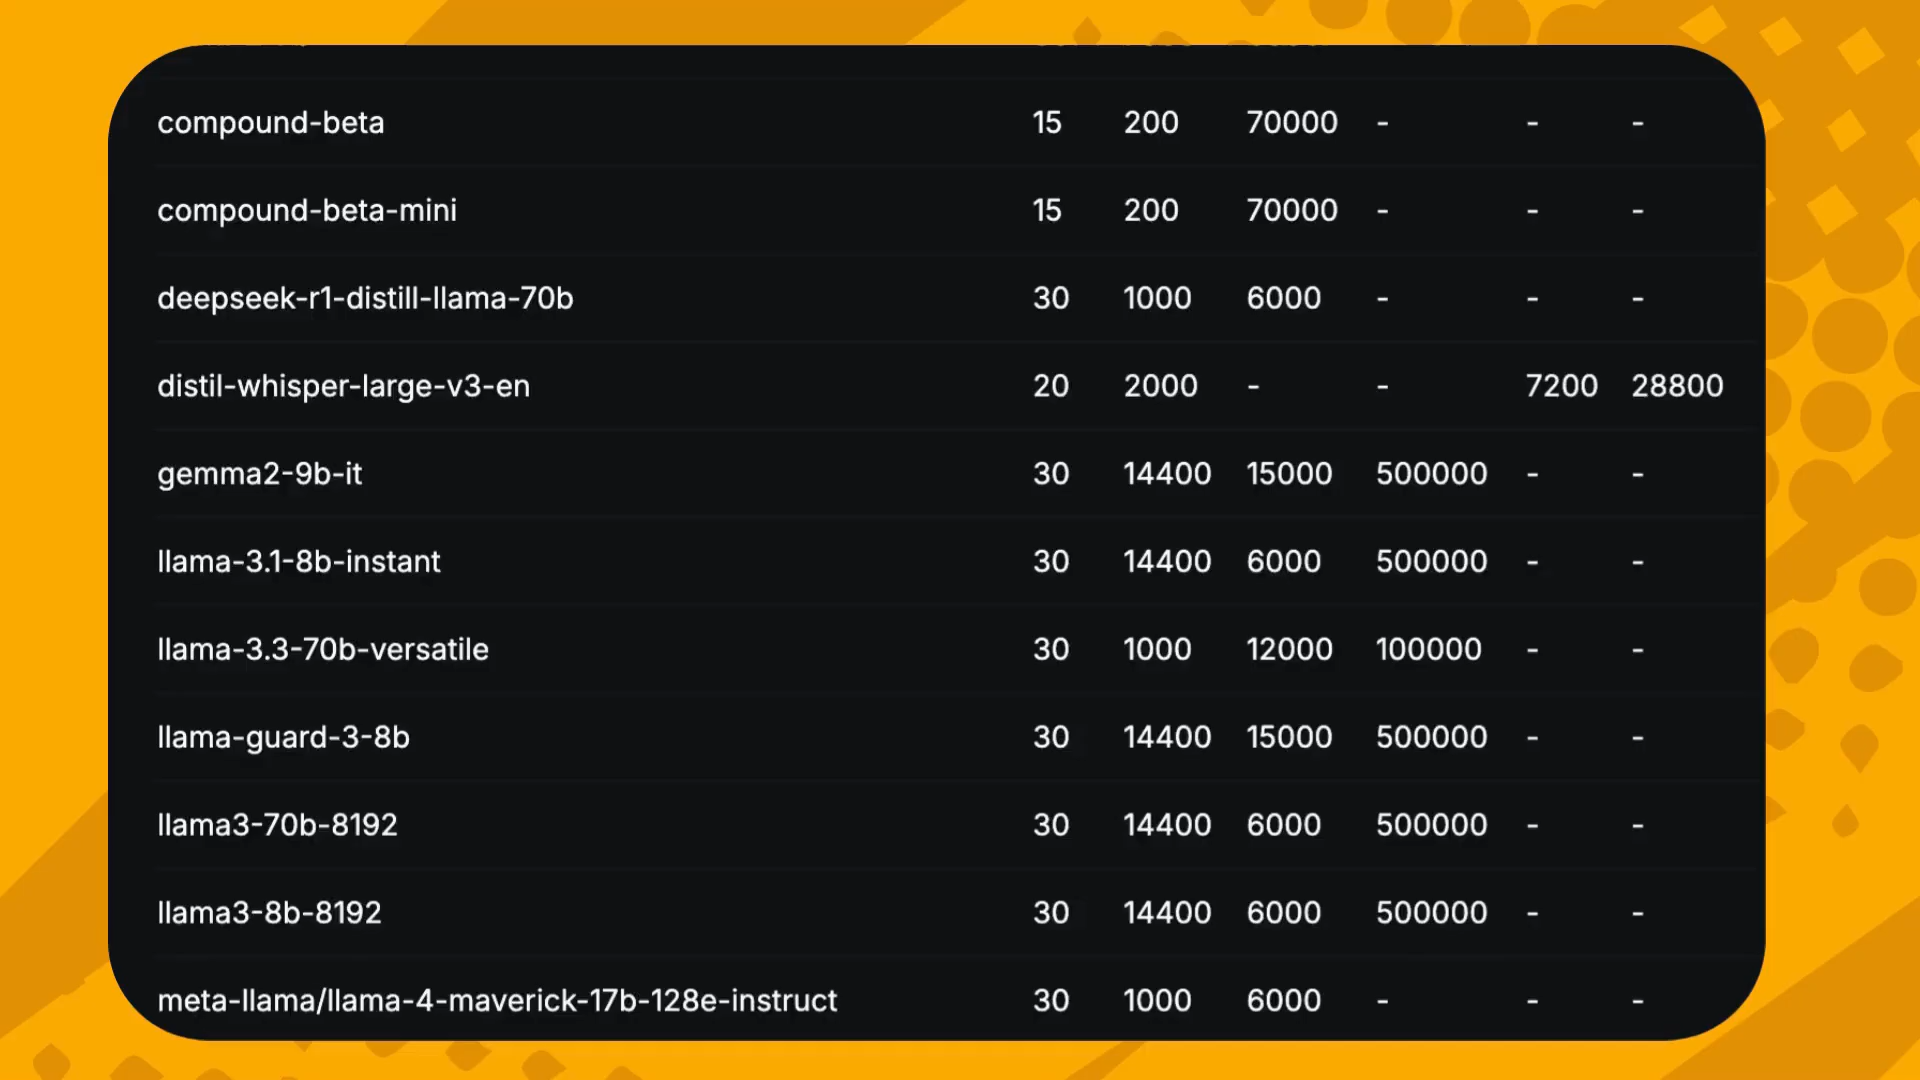 compound-beta 15 200 70000 - - -
compound-beta-mini 15 200 70000 - - -
deepseek-r1-distill-llama-70b 30 1000 6000 - - -
distil-whisper-large-v3-en 20 2000 - - 7200 28800
gemma2-9b-it 30 14400 15000 500000 - -
llama-3.1-8b-instant 30 14400 6000 500000 - -
llama-3.3-70b-versatile 30 1000 12000 100000 - -
llama-guard-3-8b 30 14400 15000 500000 - -
llama3-70b-8192 30 14400 6000 500000 - -
llama3-8b-8192 30 14400 6000 500000 - -
meta-llama/llama-4-maverick-17b-128e-instruct 30 1000 6000 - - -